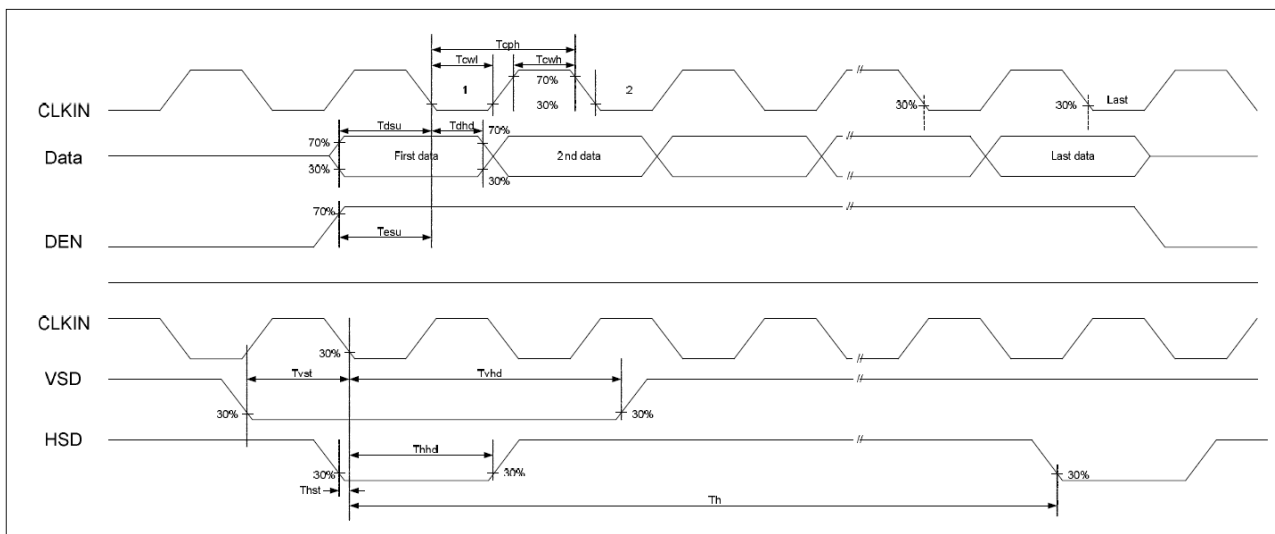 Tcph
Tcwl Tcwh
CLKIN 1 70% 30% 2 30% 30% Last
Tdsu Tdhd 70%
Data 70% 30% First data 30% 2nd data Last data
DEN 70%
Tesu
CLKIN 30%
Tvst Tvhd
VSD 30% 30%
HSD Thhd
30% 30% 30%
Thst
Th